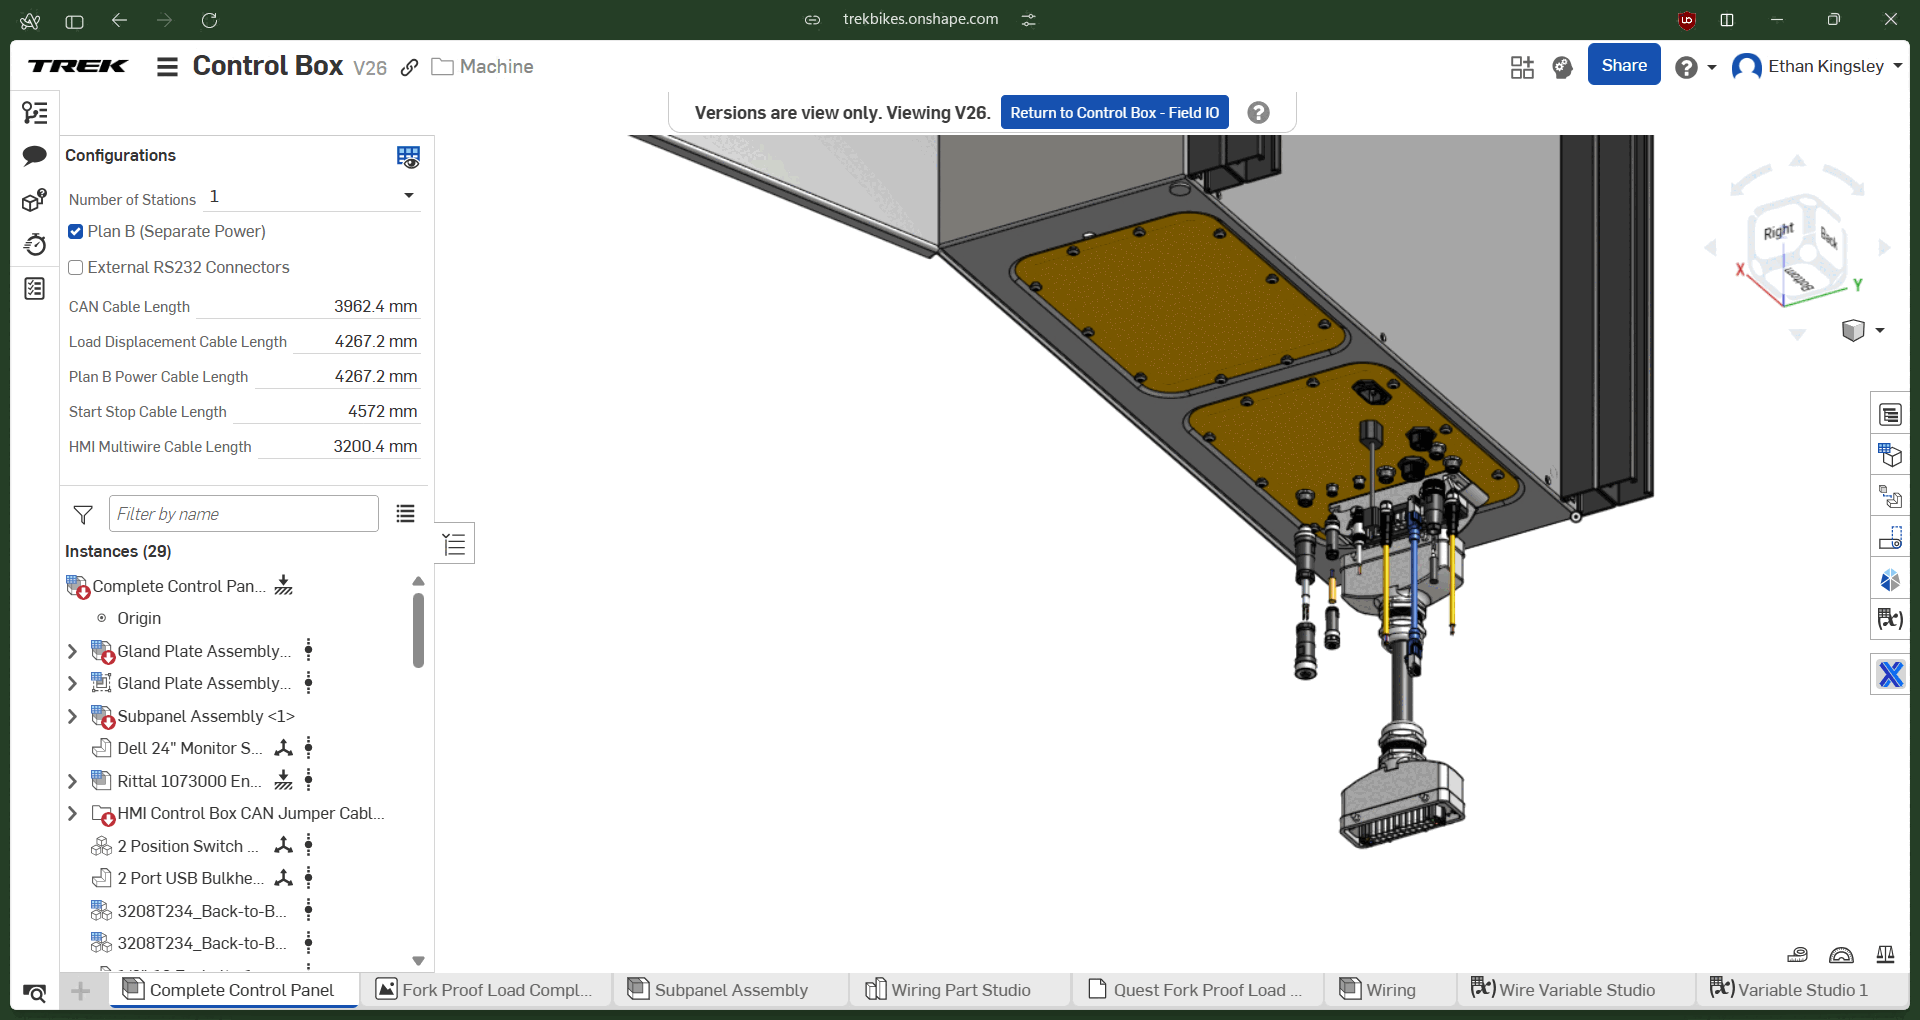 trekbikes.onshape.com
TREK
Control Box V26 Machine
Share
Ethan Kingsley
Versions are view only. Viewing V26. Return to Control Box - Field IO
Configurations
Number of Stations 1
Plan B (Separate Power)
External RS232 Connectors
CAN Cable Length 3962.4 mm
Load Displacement Cable Length 4267.2 mm
Plan B Power Cable Length 4267.2 mm
Start Stop Cable Length 4572 mm
HMI Multiwire Cable Length 3200.4 mm
Filter by name
Instances (29)
Complete Control Pan...
Origin
Gland Plate Assembly...
Gland Plate Assembly...
Subpanel Assembly <1>
Dell 24" Monitor S...
Rittal 1073000 En...
HMI Control Box CAN Jumper Cabl...
2 Position Switch ...
2 Port USB Bulkhe...
3208T234_Back-to-B...
3208T234_Back-to-B...
Right
Back
Bottom
X
Y
Complete Control Panel
Fork Proof Load Compl...
Subpanel Assembly
Wiring Part Studio
Quest Fork Proof Load ...
Wiring
Wire Variable Studio
Variable Studio 1